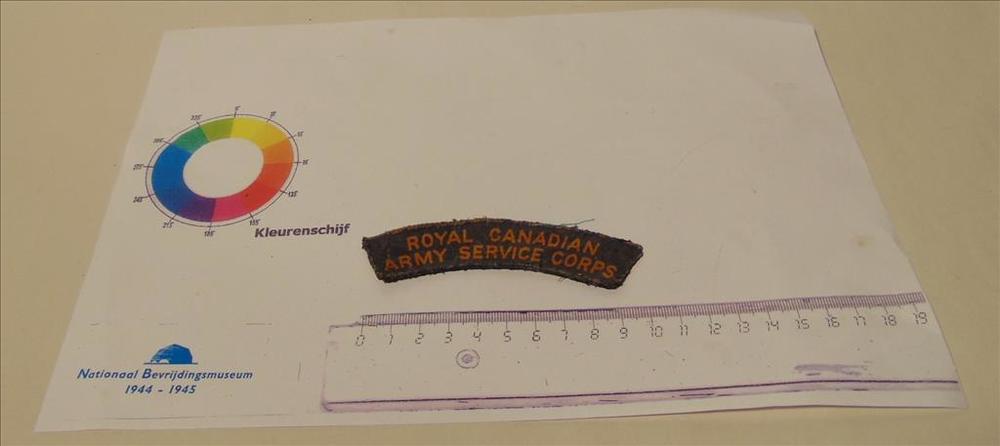 Kleurenschijf
ROYAL CANADIAN
ARMY SERVICE CORPS
0 1 2 3 4 5 6 7 8 9 10 11 12 13 14 15 16 17 18 19
Nationaal Bevrijdingsmuseum
1944 - 1945